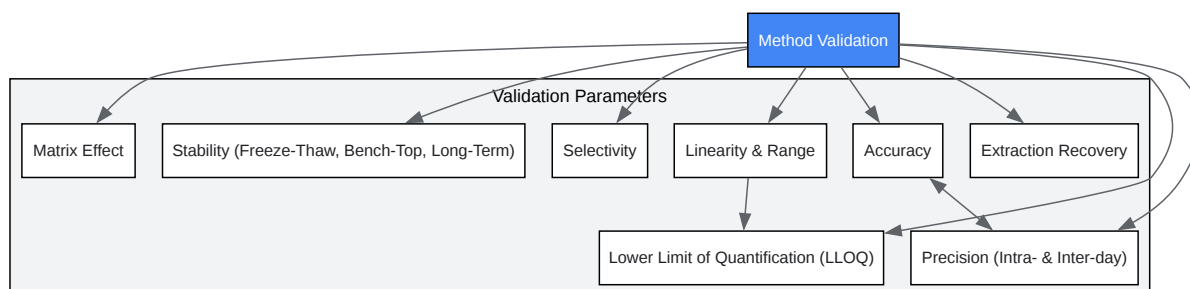 Method Validation
Validation Parameters
Matrix Effect
Stability (Freeze-Thaw, Bench-Top, Long-Term)
Selectivity
Linearity & Range
Accuracy
Extraction Recovery
Lower Limit of Quantification (LLOQ)
Precision (Intra- & Inter-day)